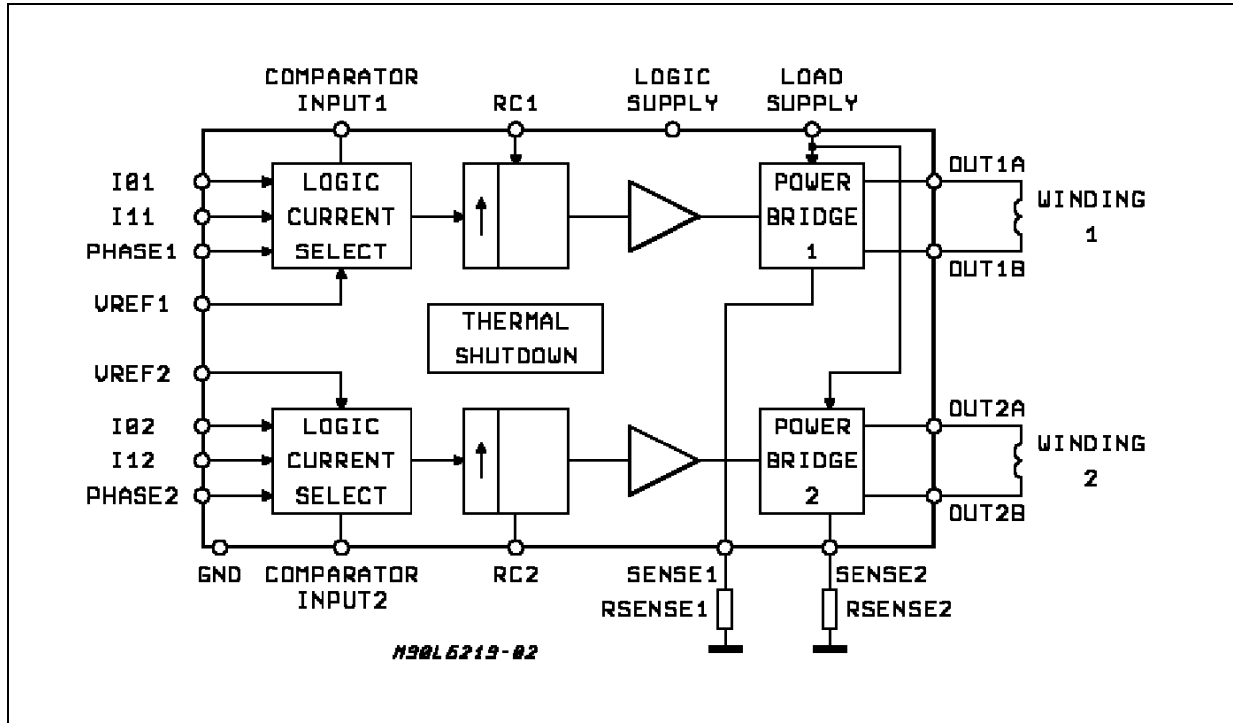 COMPARATOR
INPUT1
RC1
LOGIC
SUPPLY
LOAD
SUPPLY
I01
I11
PHASE1
VREF1
LOGIC
CURRENT
SELECT
POWER
BRIDGE
1
OUT1A
OUT1B
WINDING
1
THERMAL
SHUTDOWN
VREF2
I02
I12
PHASE2
LOGIC
CURRENT
SELECT
POWER
BRIDGE
2
OUT2A
OUT2B
WINDING
2
GND
COMPARATOR
INPUT2
RC2
SENSE1
RSENSE1
SENSE2
RSENSE2
M90L6219-02